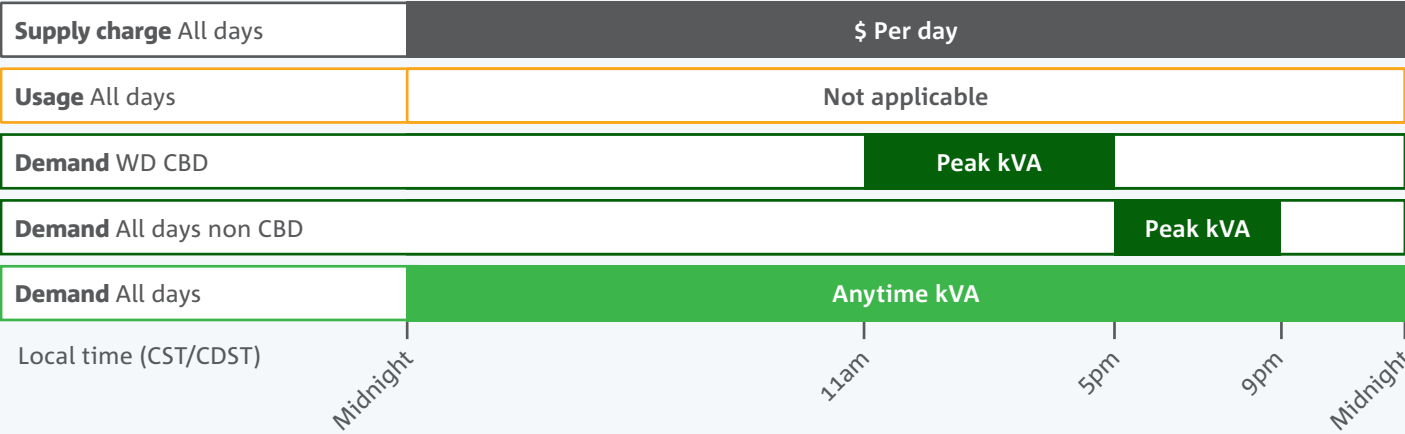 Supply charge All days $ Per day
Usage All days Not applicable
Demand WD CBD Peak kVA
Demand All days non CBD Peak kVA
Demand All days Anytime kVA
Local time (CST/CDST)
Midnight 11am 5pm 9pm Midnight